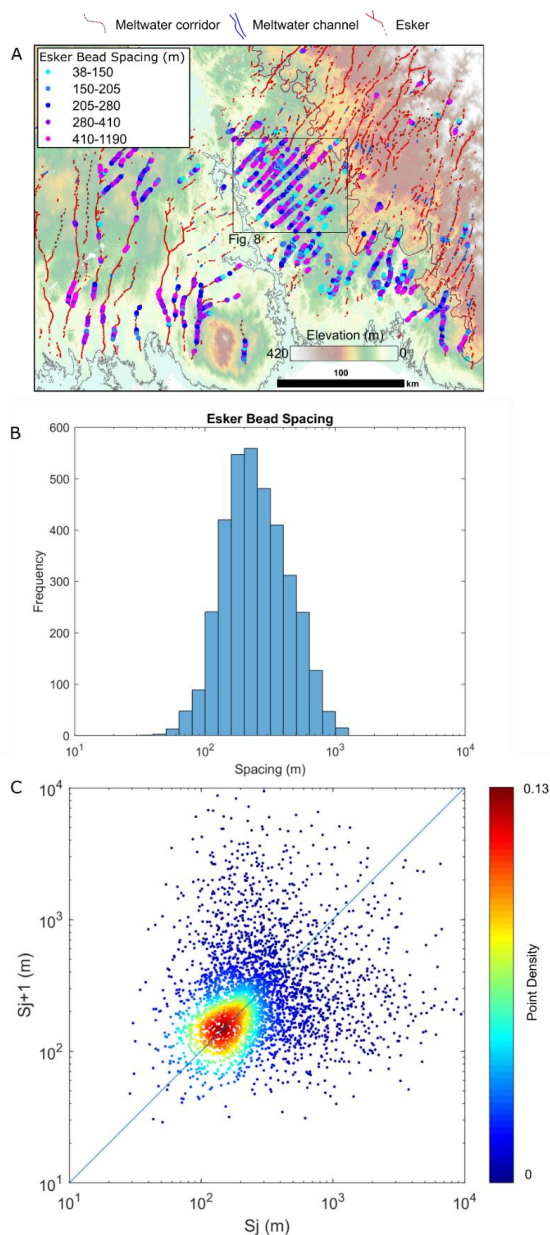 Meltwater corridor Meltwater channel Esker
A
Esker Bead Spacing (m)
38-150
150-205
205-280
280-410
410-1190
Fig. 8
Elevation (m)
420 0
100
km
B
Esker Bead Spacing
600
500
400
300
200
100
0
Frequency
10^1 10^2 10^3 10^4
Spacing (m)
C
10^4
10^3
10^2
10^1
Sj+1 (m)
10^1 10^2 10^3 10^4
Sj (m)
0.13
Point Density
0